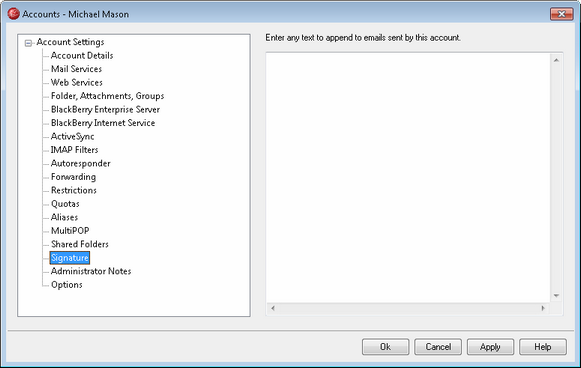 Accounts - Michael Mason
Account Settings
Enter any text to append to emails sent by this account.
Account Details
Mail Services
Web Services
Folder, Attachments, Groups
BlackBerry Enterprise Server
BlackBerry Internet Service
ActiveSync
IMAP Filters
Autoresponder
Forwarding
Restrictions
Quotas
Aliases
MultiPOP
Shared Folders
Signature
Administrator Notes
Options
Ok
Cancel
Apply
Help